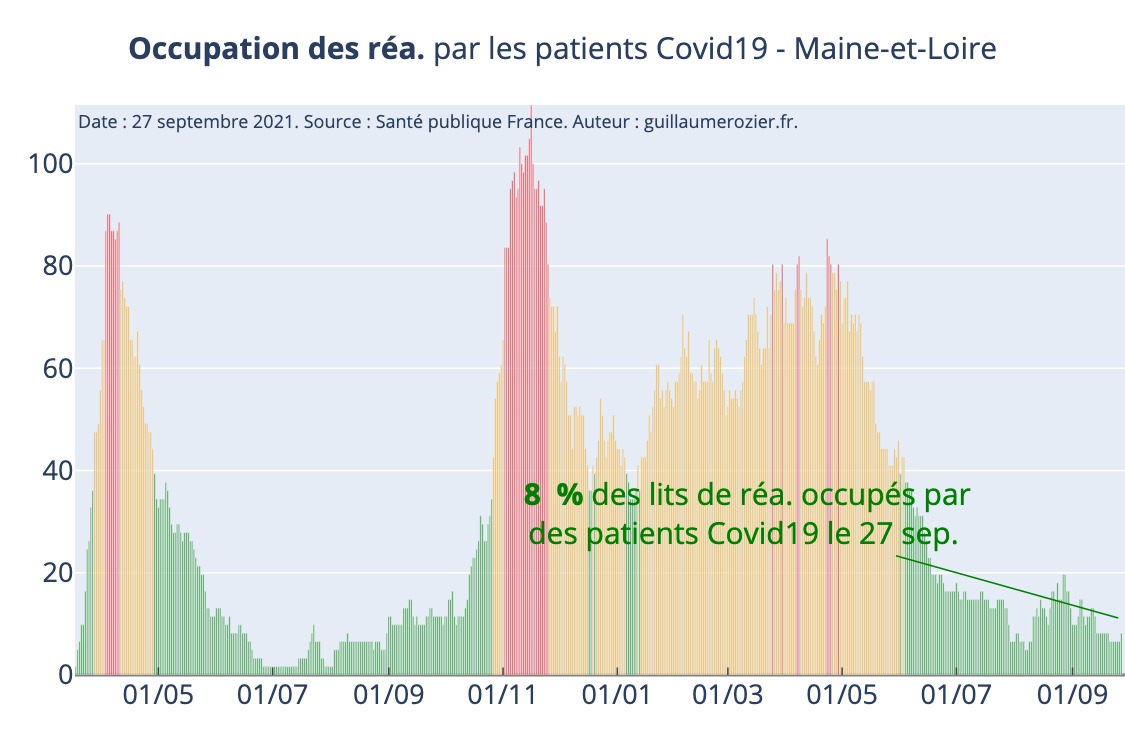 Occupation des réa. par les patients Covid19 - Maine-et-Loire
Date : 27 septembre 2021. Source : Santé publique France. Auteur : guillaumerozier.fr.
100
80
60
40
20
0
8 % des lits de réa. occupés par
des patients Covid19 le 27 sep.
01/05 01/07 01/09 01/11 01/01 01/03 01/05 01/07 01/09